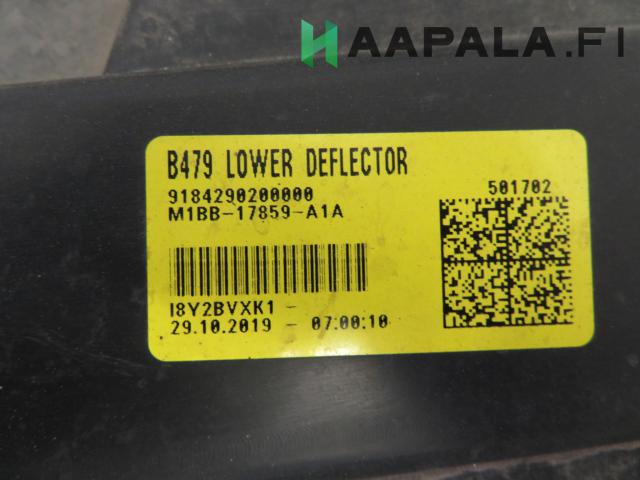 HAAPALA.FI
B479 LOWER DEFLECTOR
9184290200000
M1BB-17859-A1A
501702
I8Y2BVXK1 -
29.10.2019 - 07:00:10